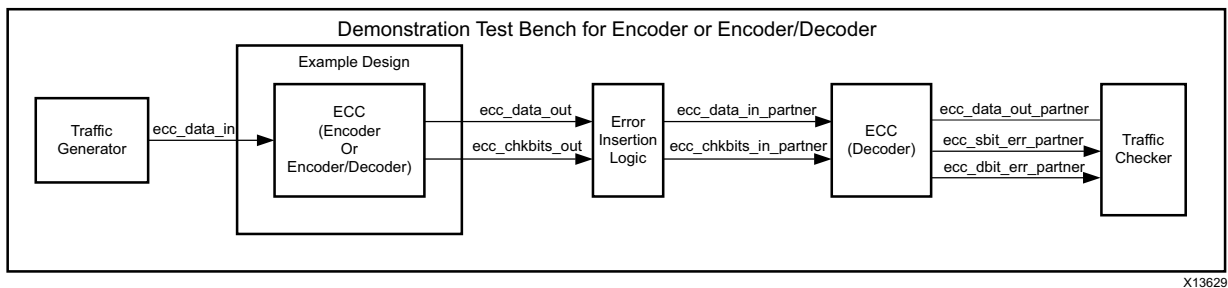 Demonstration Test Bench for Encoder or Encoder/Decoder
Example Design
Traffic
Generator
ecc_data_in
ECC
(Encoder
Or
Encoder/Decoder)
ecc_data_out
ecc_chkbits_out
Error
Insertion
Logic
ecc_data_in_partner
ecc_chkbits_in_partner
ECC
(Decoder)
ecc_data_out_partner
ecc_sbit_err_partner
ecc_dbit_err_partner
Traffic
Checker
X13629